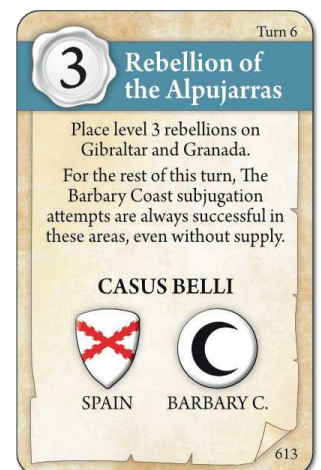 Turn 6
3
Rebellion of
the Alpujarras
Place level 3 rebellions on
Gibraltar and Granada.
For the rest of this turn, The
Barbary Coast subjugation
attempts are always successful in
these areas, even without supply.
CASUS BELLI
SPAIN BARBARY C.
613